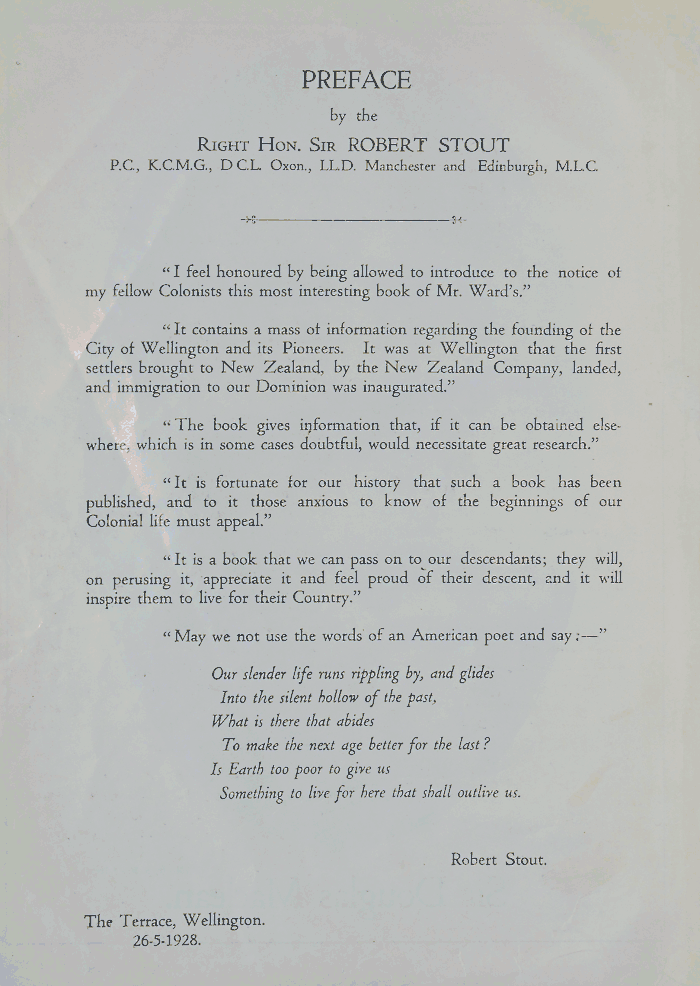 PREFACE
by the
RIGHT HON. SIR ROBERT STOUT
P.C., K.C.M.G., D C.L. Oxon., LL.D. Manchester and Edinburgh, M.L.C.
“I feel honoured by being allowed to introduce to the notice of
my fellow Colonists this most interesting book of Mr. Ward’s.”
“It contains a mass of information regarding the founding of the
City of Wellington and its Pioneers. It was at Wellington that the first
settlers brought to New Zealand, by the New Zealand Company, landed,
and immigration to our Dominion was inaugurated.”
“The book gives information that, if it can be obtained else-
where, which is in some cases doubtful, would necessitate great research.”
“It is fortunate for our history that such a book has been
published, and to it those anxious to know of the beginnings of our
Colonial life must appeal.”
“It is a book that we can pass on to our descendants; they will,
on perusing it, appreciate it and feel proud of their descent, and it will
inspire them to live for their Country.”
“May we not use the words of an American poet and say:—”
Our slender life runs rippling by, and glides
Into the silent hollow of the past,
What is there that abides
To make the next age better for the last?
Is Earth too poor to give us
Something to live for here that shall outlive us.
Robert Stout.
The Terrace, Wellington.
26-5-1928.